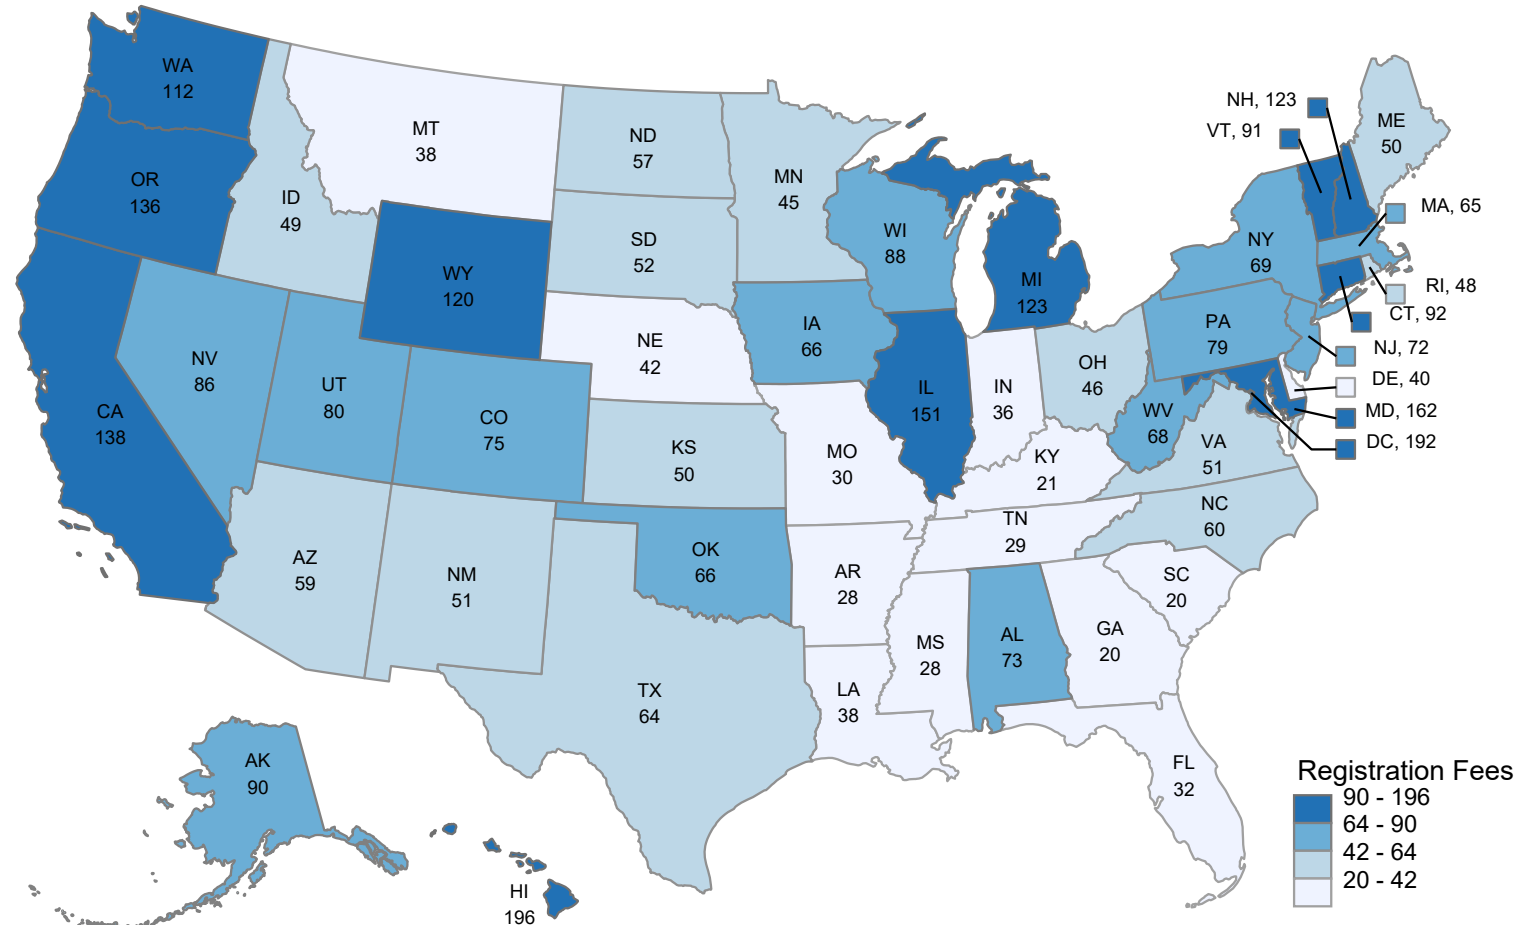 WA
112
OR
136
CA
138
ID
49
MT
38
WY
120
NV
86
UT
80
CO
75
AZ
59
NM
51
ND
57
SD
52
NE
42
KS
50
OK
66
TX
64
MN
45
IA
66
MO
30
AR
28
LA
38
WI
88
IL
151
MI
123
IN
36
OH
46
KY
21
TN
29
MS
28
AL
73
GA
20
SC
20
NC
60
VA
51
WV
68
PA
79
NY
69
FL
32
ME
50
NH, 123
VT, 91
MA, 65
RI, 48
CT, 92
NJ, 72
DE, 40
MD, 162
DC, 192
AK
90
HI
196
Registration Fees
90 - 196
64 - 90
42 - 64
20 - 42